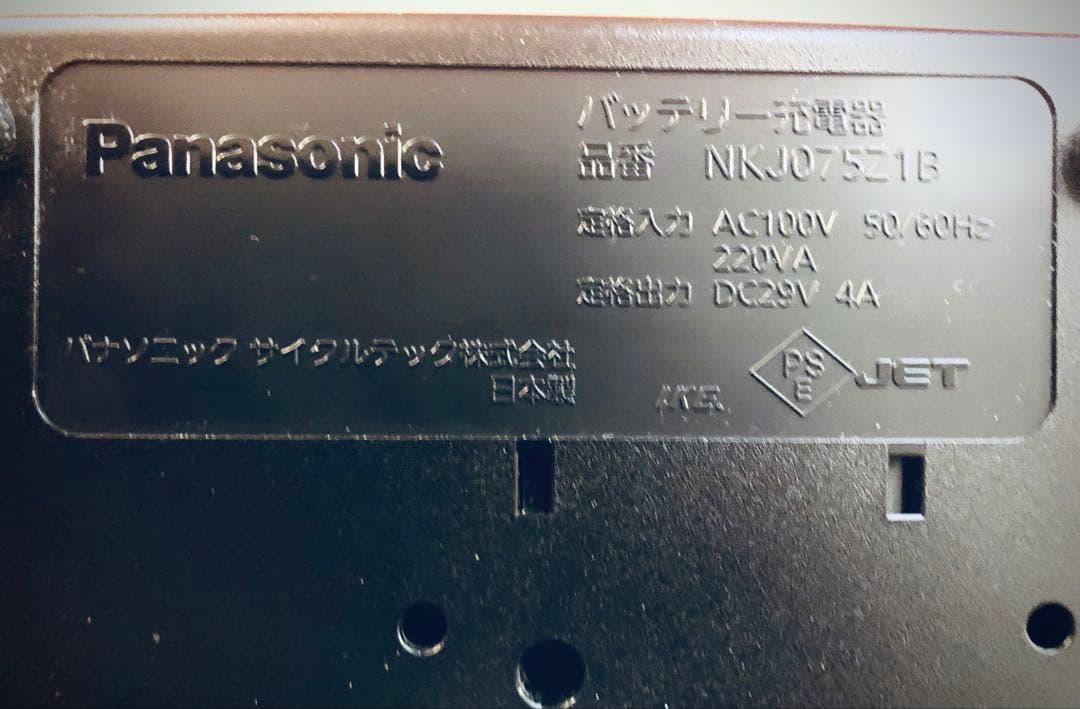 Panasonic
バッテリー充電器
品番 NKJ075Z1B
定格入力 AC100V 50/60Hz
220VA
定格出力 DC29V 4A
パナソニック サイクルテック株式会社
日本製
PS
E
JET